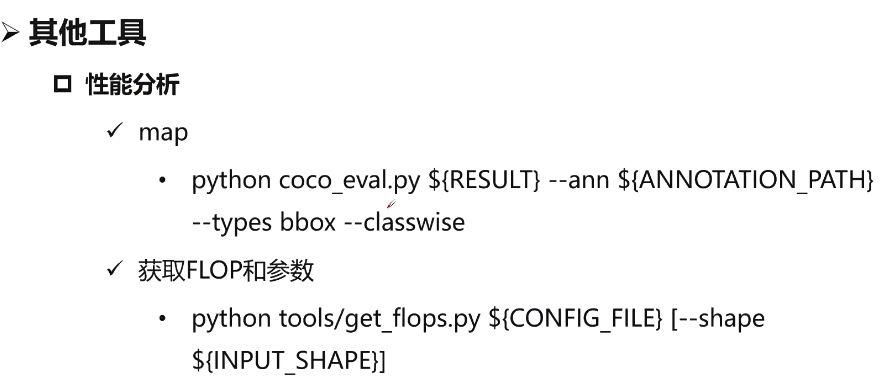 ➢ 其他工具
❑ 性能分析
✓ map
• python coco_eval.py ${RESULT} --ann ${ANNOTATION_PATH}
--types bbox --classwise
✓ 获取FLOP和参数
• python tools/get_flops.py ${CONFIG_FILE} [--shape
${INPUT_SHAPE}]